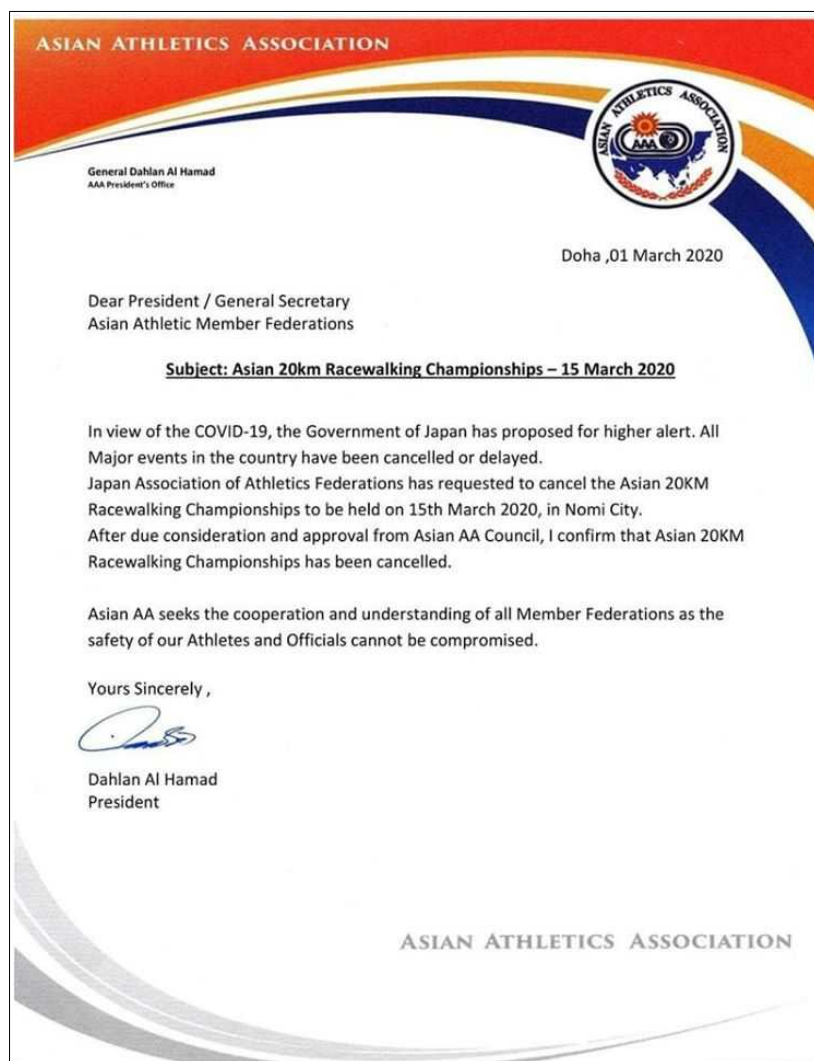 ASIAN ATHLETICS ASSOCIATION
ASIAN ATHLETICS ASSOCIATION
AAA
General Dahlan Al Hamad
AAA President's Office
Doha ,01 March 2020
Dear President / General Secretary
Asian Athletic Member Federations
Subject: Asian 20km Racewalking Championships – 15 March 2020
In view of the COVID-19, the Government of Japan has proposed for higher alert. All
Major events in the country have been cancelled or delayed.
Japan Association of Athletics Federations has requested to cancel the Asian 20KM
Racewalking Championships to be held on 15th March 2020, in Nomi City.
After due consideration and approval from Asian AA Council, I confirm that Asian 20KM
Racewalking Championships has been cancelled.
Asian AA seeks the cooperation and understanding of all Member Federations as the
safety of our Athletes and Officials cannot be compromised.
Yours Sincerely ,
Dahlan Al Hamad
President
ASIAN ATHLETICS ASSOCIATION